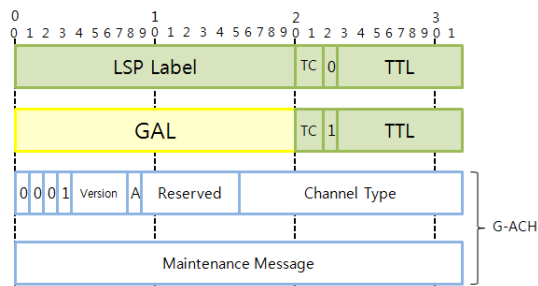 0 1 2 3
0 1 2 3 4 5 6 7 8 9 0 1 2 3 4 5 6 7 8 9 0 1 2 3 4 5 6 7 8 9 0 1
LSP Label TC 0 TTL
GAL TC 1 TTL
0 0 0 1 Version A Reserved Channel Type
G-ACH
Maintenance Message